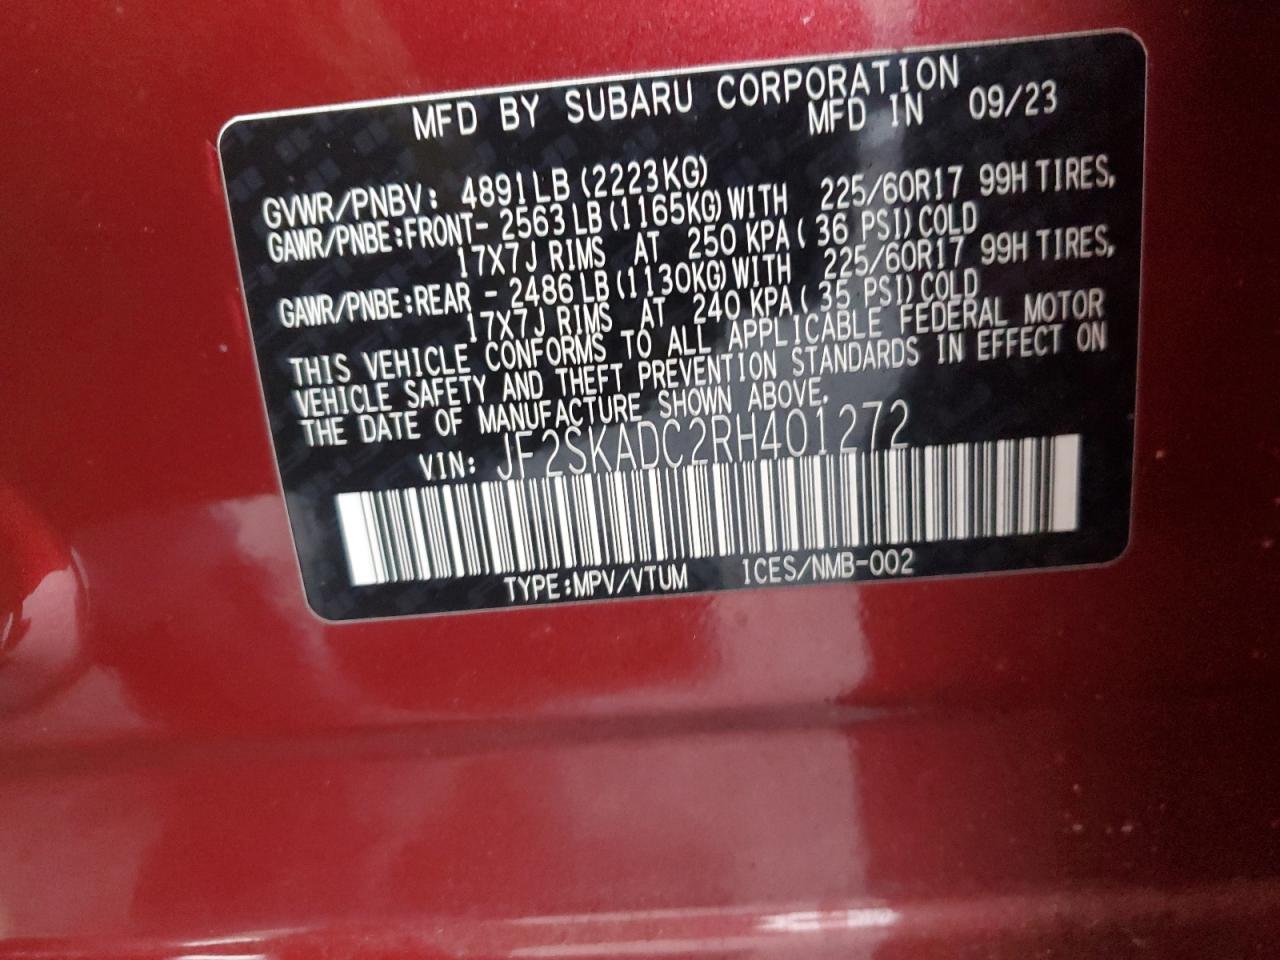 MFD BY SUBARU CORPORATION
MFD IN 09/23
GVWR/PNBV: 4891LB (2223KG)
GAWR/PNBE:FRONT- 2563 LB (1165KG) WITH 225/60R17 99H TIRES,
17X7J RIMS AT 250 KPA ( 36 PSI) COLD
GAWR/PNBE:REAR - 2486 LB (1130KG) WITH 225/60R17 99H TIRES,
17X7J RIMS AT 240 KPA ( 35 PSI) COLD
THIS VEHICLE CONFORMS TO ALL APPLICABLE FEDERAL MOTOR
VEHICLE SAFETY AND THEFT PREVENTION STANDARDS IN EFFECT ON
THE DATE OF MANUFACTURE SHOWN ABOVE.
VIN: JF2SKADC2RH401272
TYPE:MPV/VTUM ICES/NMB-002